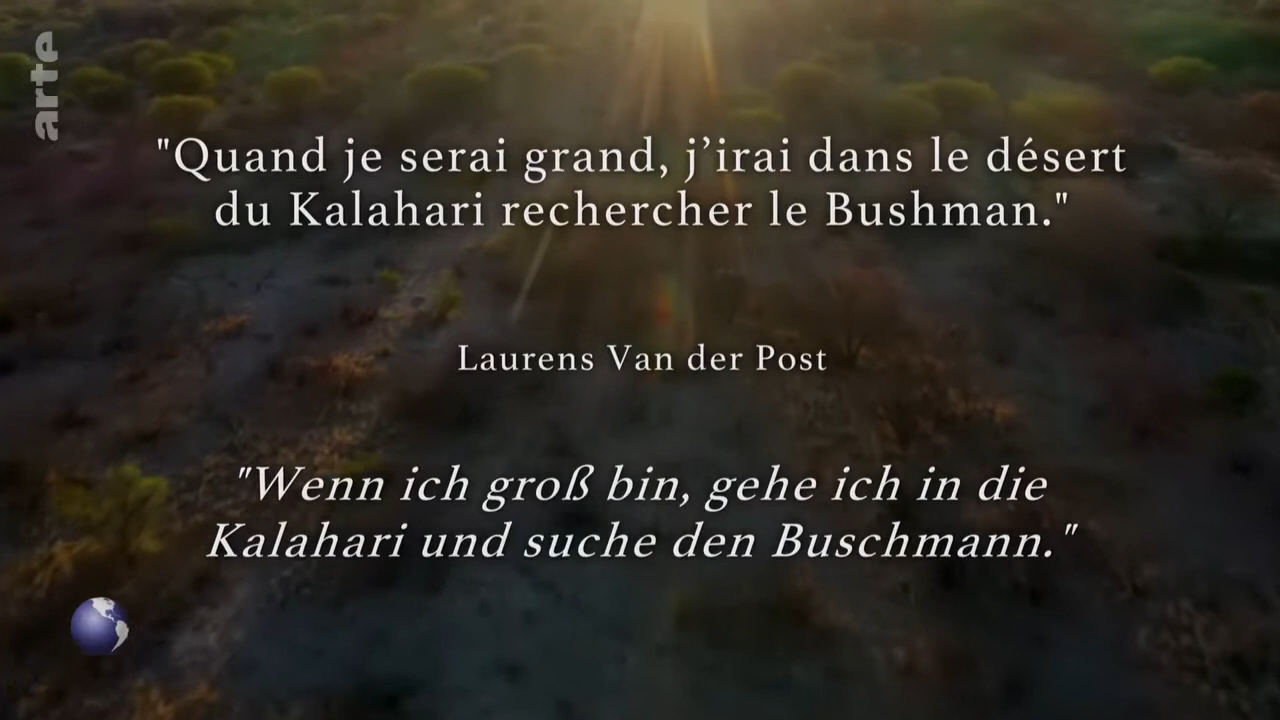 arte
"Quand je serai grand, j’irai dans le désert
du Kalahari rechercher le Bushman."
Laurens Van der Post
"Wenn ich groß bin, gehe ich in die
Kalahari und suche den Buschmann."